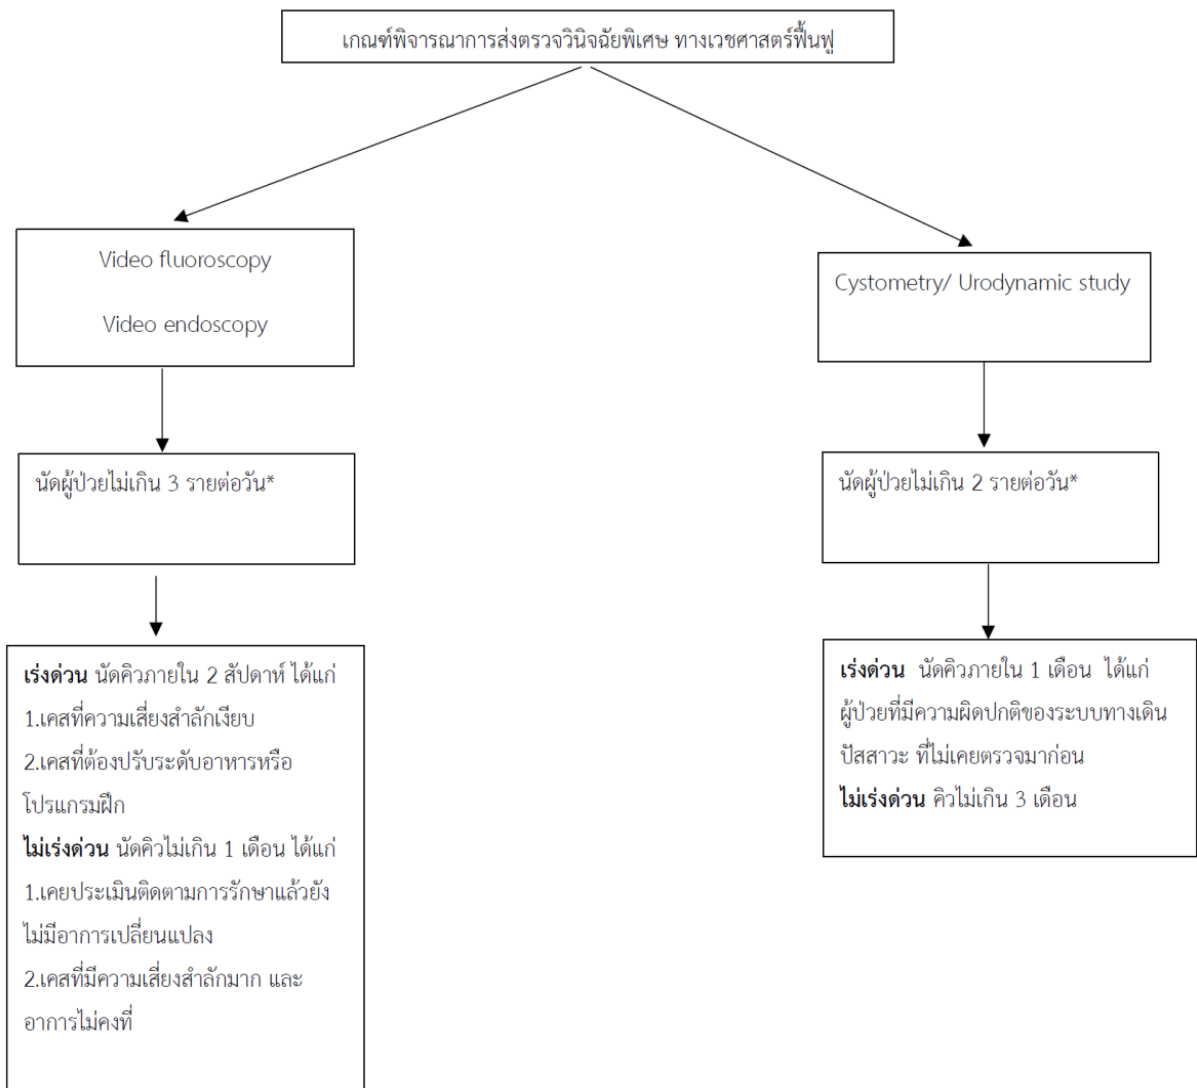 เกณฑ์พิจารณาการส่งตรวจวินิจฉัยพิเศษ ทางเวชศาสตร์ฟื้นฟู
Video fluoroscopy
Video endoscopy
นัดผู้ป่วยไม่เกิน 3 รายต่อวัน*
เร่งด่วน นัดคิวภายใน 2 สัปดาห์ ได้แก่
1.เคสที่ความเสี่ยงสำลักเงียบ
2.เคสที่ต้องปรับระดับอาหารหรือ
โปรแกรมฝึก
ไม่เร่งด่วน นัดคิวไม่เกิน 1 เดือน ได้แก่
1.เคยประเมินติดตามการรักษาแล้วยัง
ไม่มีอาการเปลี่ยนแปลง
2.เคสที่มีความเสี่ยงสำลักมาก และ
อาการไม่คงที่
Cystometry/ Urodynamic study
นัดผู้ป่วยไม่เกิน 2 รายต่อวัน*
เร่งด่วน นัดคิวภายใน 1 เดือน ได้แก่
ผู้ป่วยที่มีความผิดปกติของระบบทางเดิน
ปัสสาวะ ที่ไม่เคยตรวจมาก่อน
ไม่เร่งด่วน คิวไม่เกิน 3 เดือน